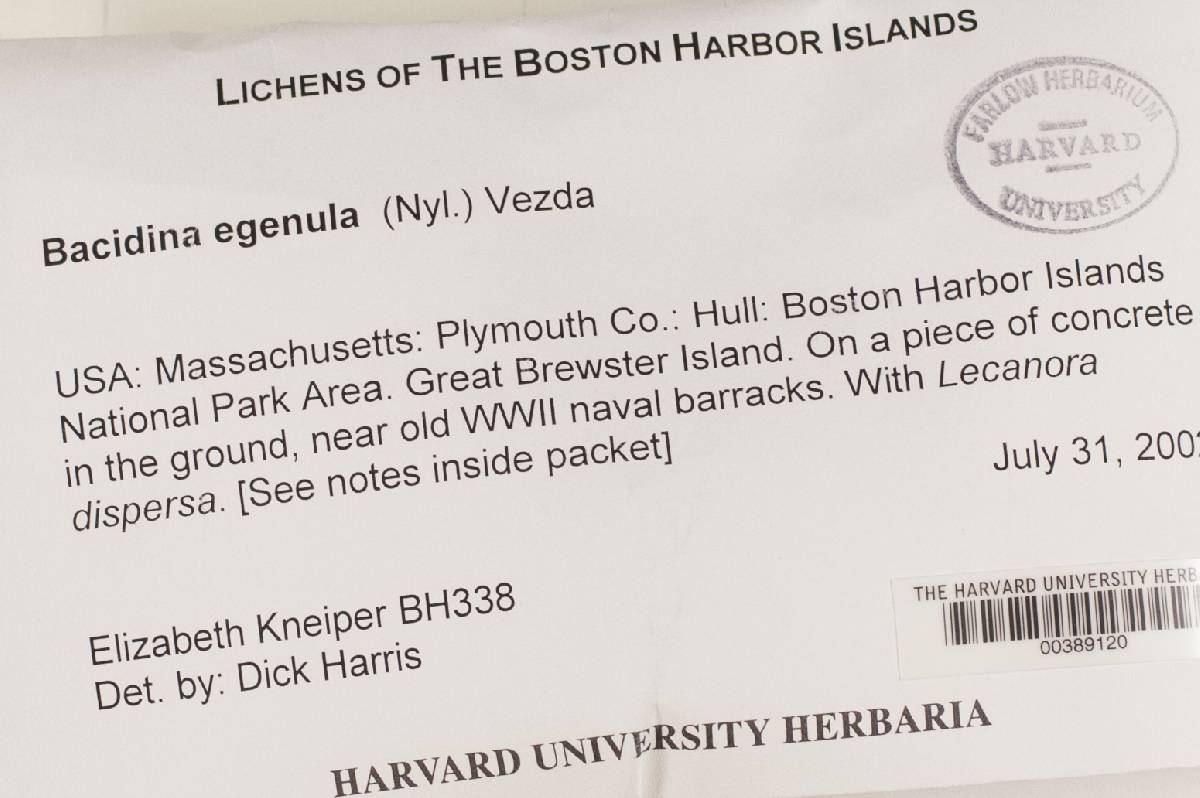 LICHENS OF THE BOSTON HARBOR ISLANDS
FARLOW HERBARIUM
HARVARD
UNIVERSITY
Bacidina egenula (Nyl.) Vezda
USA: Massachusetts: Plymouth Co.: Hull: Boston Harbor Islands
National Park Area. Great Brewster Island. On a piece of concrete
in the ground, near old WWII naval barracks. With Lecanora
dispersa. [See notes inside packet]
July 31,
Elizabeth Kneiper BH338
Det. by: Dick Harris
THE HARVARD UNIVERSITY HERB
00389120
HARVARD UNIVERSITY HERBARIA